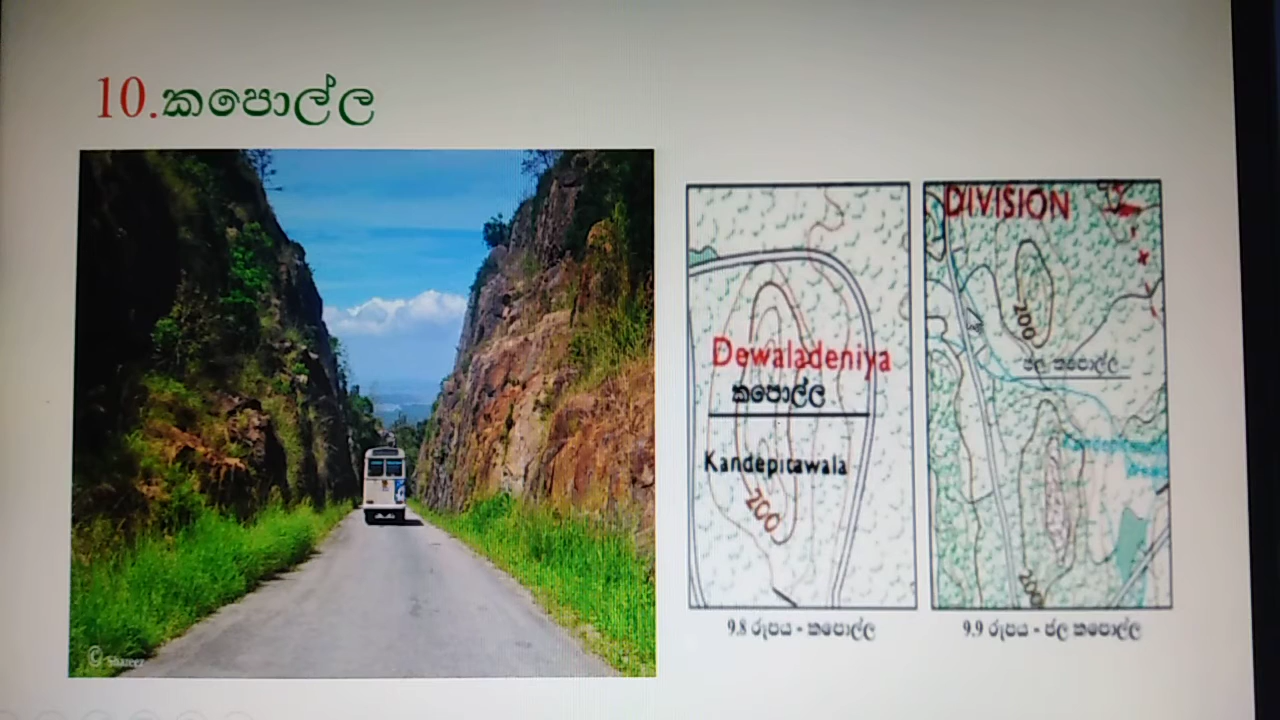 10.කපොල්ල
© Shareez
Dewaladeniya
කපොල්ල
Kandepitawala
200
DIVISION
200
ජල කපොල්ල
200
9.8 රූපය - කපොල්ල
9.9 රූපය - ජල කපොල්ල